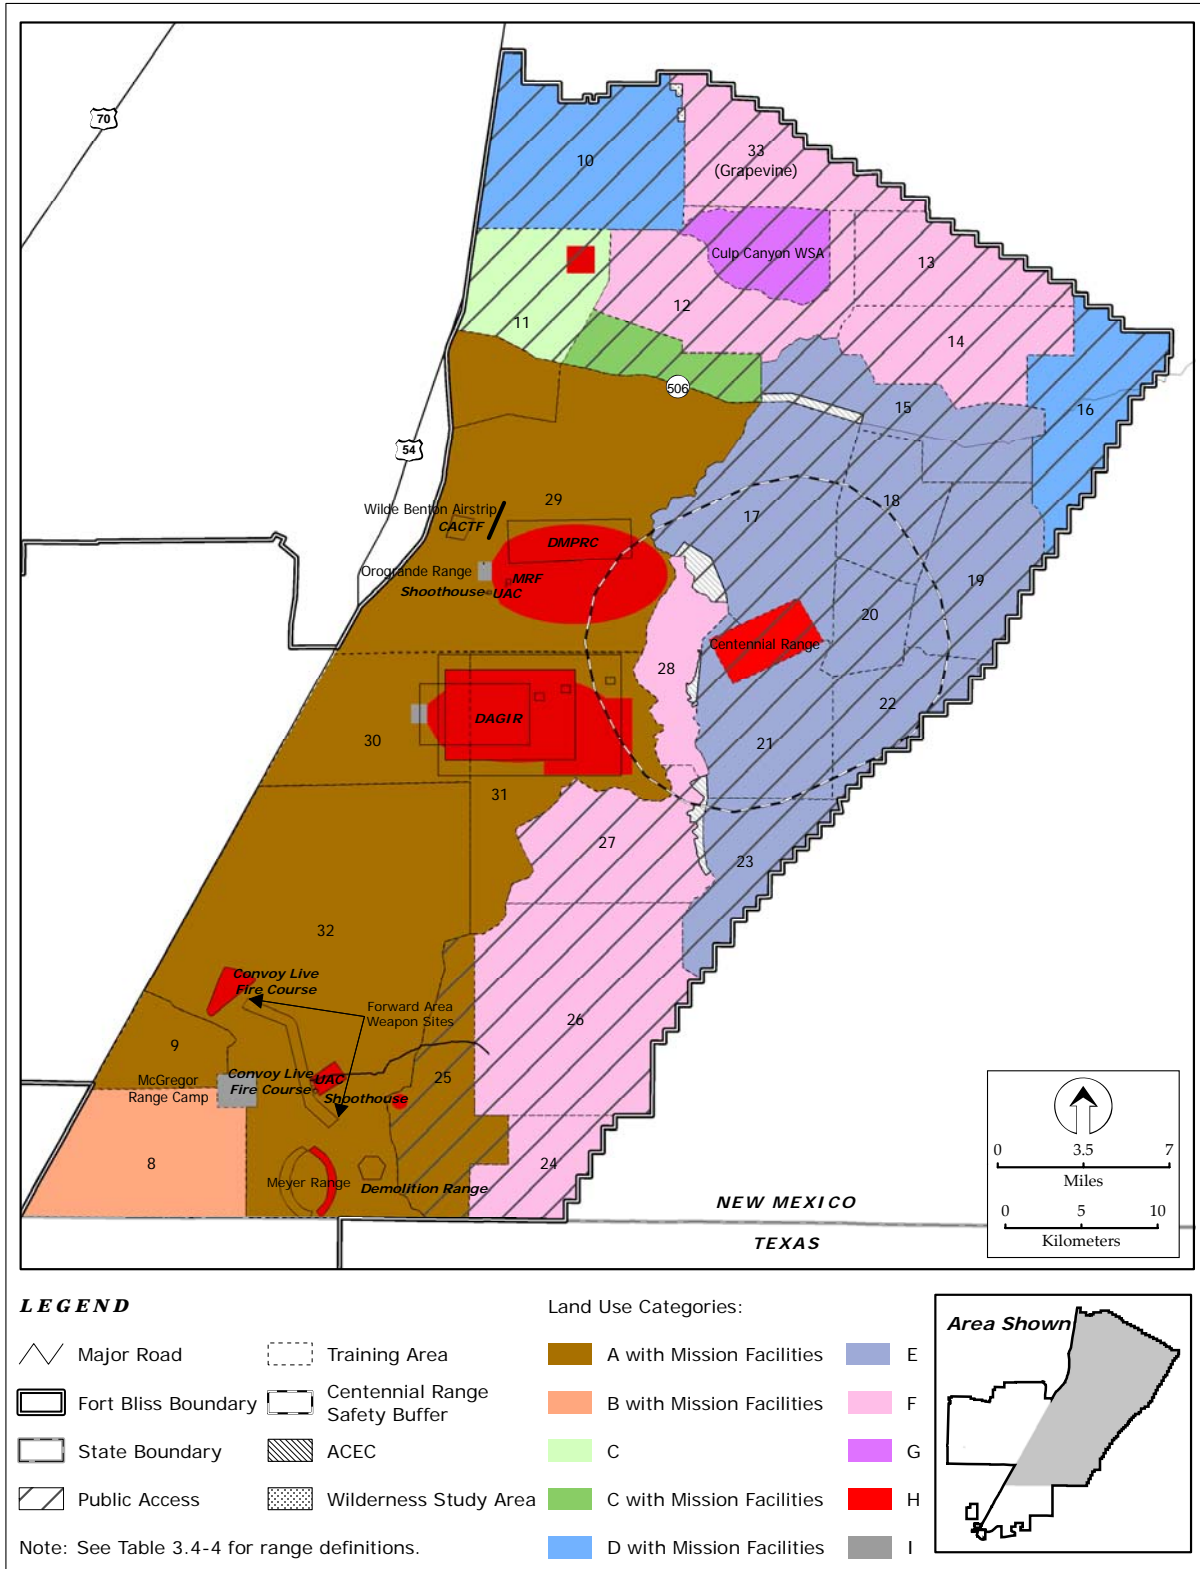 70
10
33
(Grapevine)
Culp Canyon WSA
13
12
11
14
506
15
16
54
29
Wilde Benton Airstrip
CACTF
17
18
DMPRC
Orogrande Range
MRF
Shoothouse
UAC
19
20
Centennial Range
28
DAGIR
22
30
21
31
27
23
32
Convoy Live
Fire Course
Forward Area
Weapon Sites
26
9
McGregor
Range Camp
Convoy Live
Fire Course
UAC
25
Shoothouse
8
24
Meyer Range
Demolition Range
NEW MEXICO
TEXAS
0 3.5 7
Miles
0 5 10
Kilometers
LEGEND
Major Road
Fort Bliss Boundary
State Boundary
Public Access
Training Area
Centennial Range
Safety Buffer
ACEC
Wilderness Study Area
Note: See Table 3.4-4 for range definitions.
Land Use Categories:
A with Mission Facilities
B with Mission Facilities
C
C with Mission Facilities
D with Mission Facilities
E
F
G
H
I
Area Shown